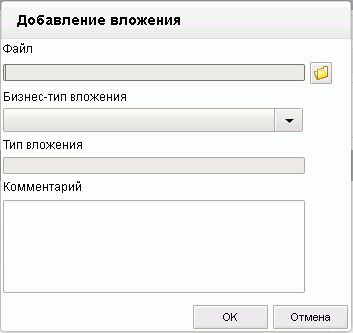 Добавление вложения
Файл
Бизнес-тип вложения
Тип вложения
Комментарий
OK
Отмена